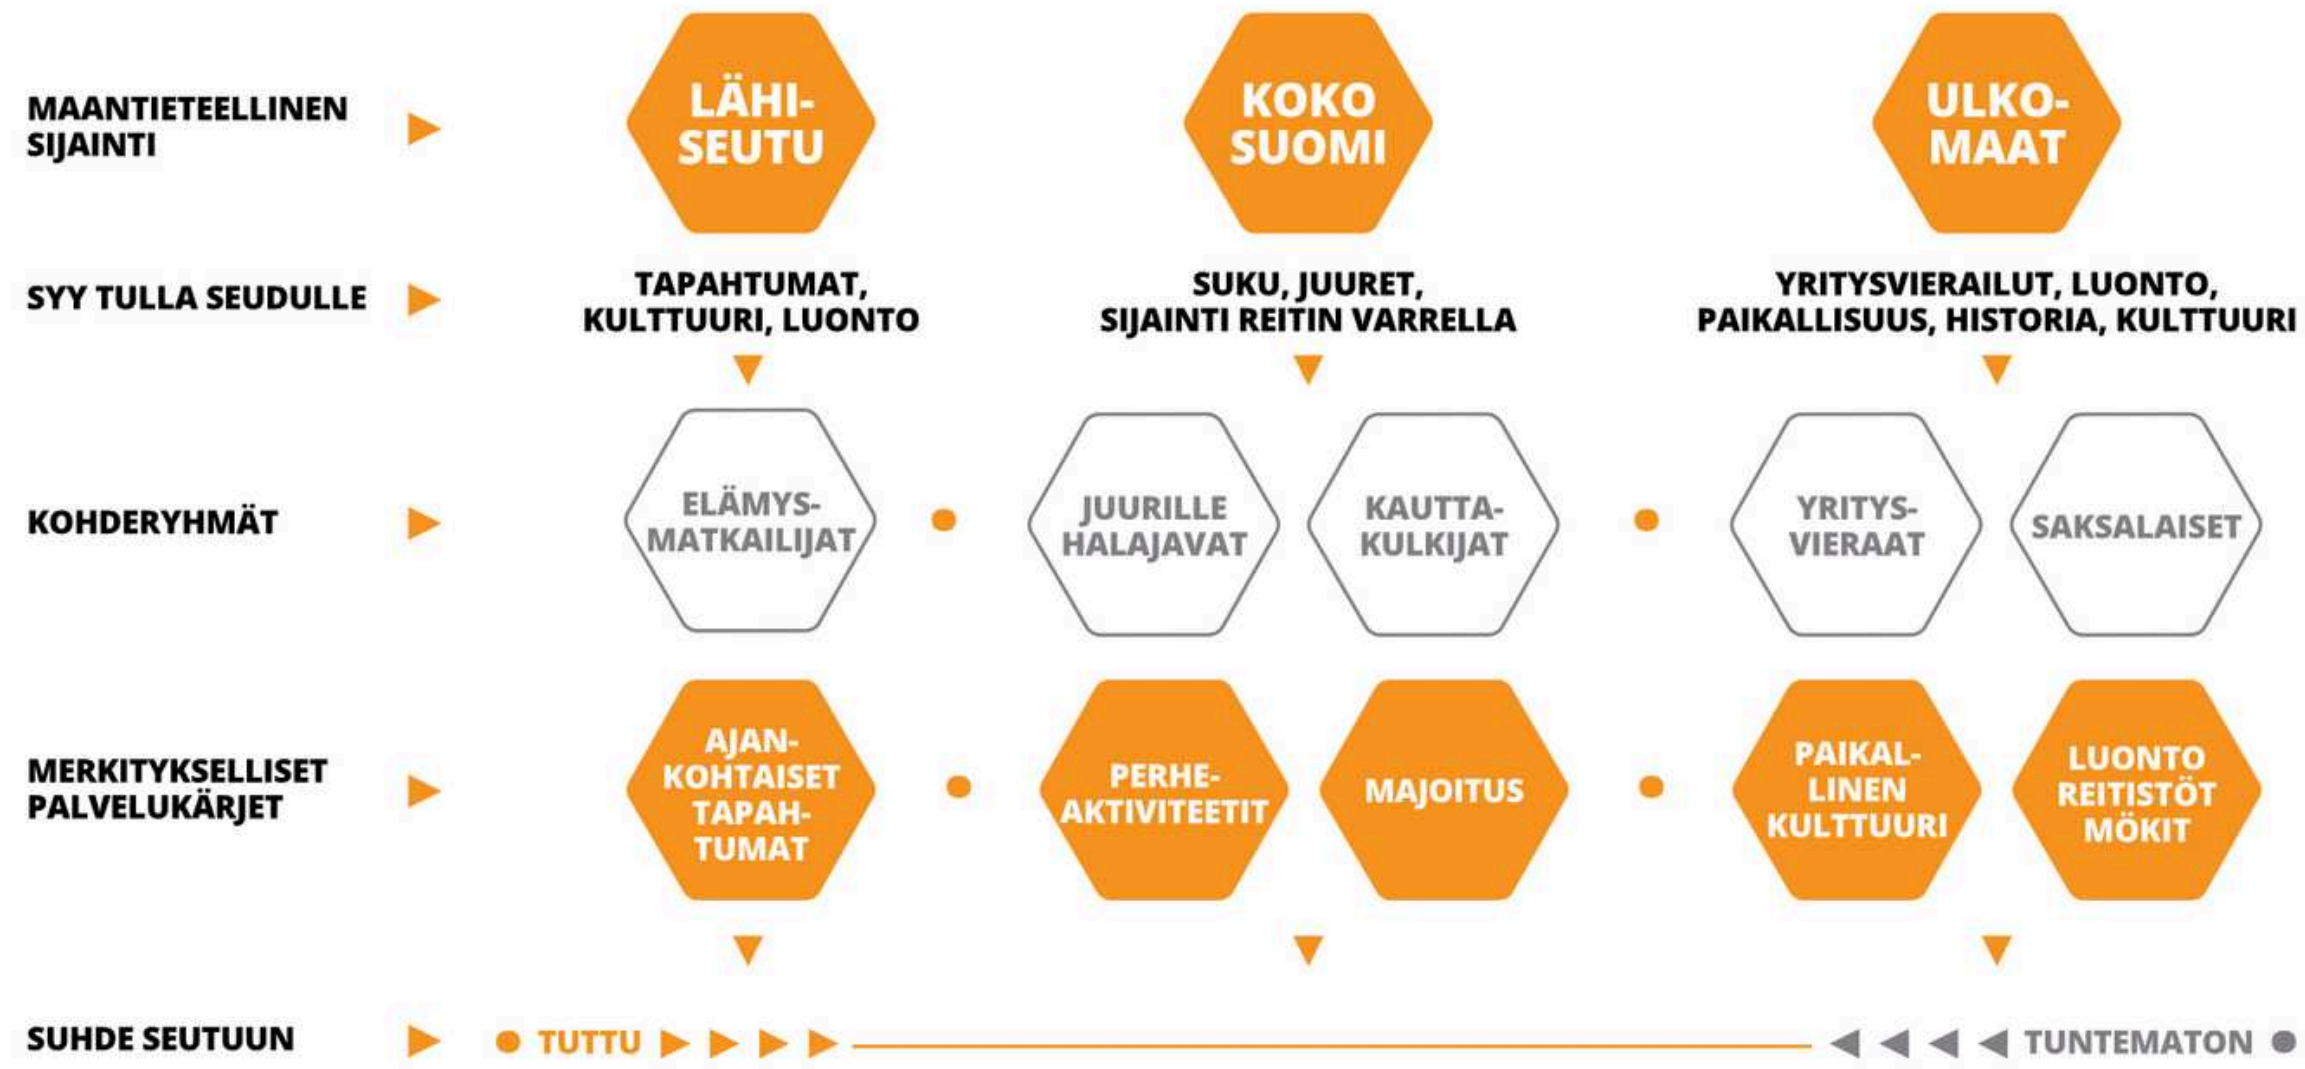 MAANTIETEELLINEN
SIJAINTI
LÄHI-
SEUTU
KOKO
SUOMI
ULKO-
MAAT
SYY TULLA SEUDULLE
TAPAHTUMAT,
KULTTUURI, LUONTO
SUKU, JUURET,
SIJAINTI REITIN VARRELLA
YRITYSVIERAILUT, LUONTO,
PAIKALLISUUS, HISTORIA, KULTTUURI
KOHDERYHMÄT
ELÄMYS-
MATKAILIJAT
JUURILLE
HALAJAVAT
KAUTTA-
KULKIJAT
YRITYS-
VIERAAT
SAKSALAISET
MERKITYKSELLISET
PALVELUKÄRJET
AJAN-
KOHTAISET
TAPAH-
TUMAT
PERHE-
AKTIVITEETIT
MAJOITUS
PAIKAL-
LINEN
KULTTUURI
LUONTO
REITISTÖT
MÖKIT
SUHDE SEUTUUN
TUTTU
TUNTEMATON